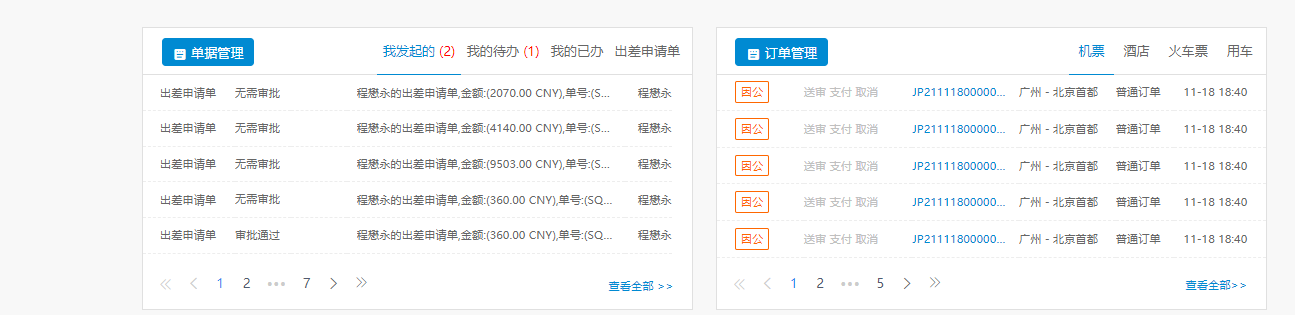 单据管理 我发起的 (2) 我的待办 (1) 我的已办 出差申请单
出差申请单 无需审批 程懋永的出差申请单,金额:(2070.00 CNY),单号:(S... 程懋永
出差申请单 无需审批 程懋永的出差申请单,金额:(4140.00 CNY),单号:(S... 程懋永
出差申请单 无需审批 程懋永的出差申请单,金额:(9503.00 CNY),单号:(S... 程懋永
出差申请单 无需审批 程懋永的出差申请单,金额:(360.00 CNY),单号:(SQ... 程懋永
出差申请单 审批通过 程懋永的出差申请单,金额:(360.00 CNY),单号:(SQ... 程懋永
1 2 ••• 7
查看全部 >>
订单管理 机票 酒店 火车票 用车
因公 送审 支付 取消 JP21111800000... 广州 - 北京首都 普通订单 11-18 18:40
因公 送审 支付 取消 JP21111800000... 广州 - 北京首都 普通订单 11-18 18:40
因公 送审 支付 取消 JP21111800000... 广州 - 北京首都 普通订单 11-18 18:40
因公 送审 支付 取消 JP21111800000... 广州 - 北京首都 普通订单 11-18 18:40
因公 送审 支付 取消 JP21111800000... 广州 - 北京首都 普通订单 11-18 18:40
1 2 ••• 5
查看全部>>